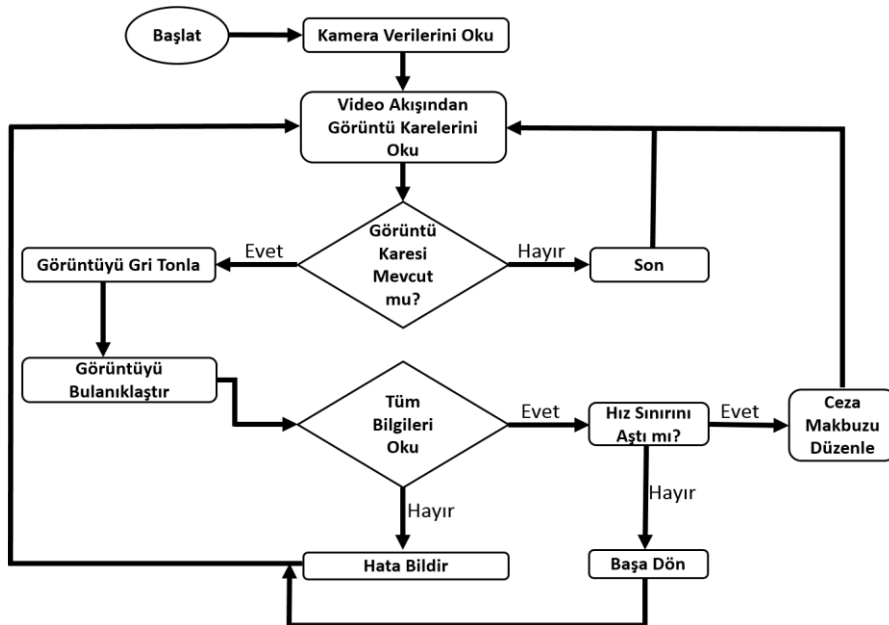 Başlat
Kamera Verilerini Oku
Video Akışından
Görüntü Karelerini
Oku
Görüntü
Karesi
Mevcut
mu?
Evet
Hayır
Görüntüyü Gri Tonla
Son
Görüntüyü
Bulanıklaştır
Tüm
Bilgileri
Oku
Evet
Hız Sınırını
Aştı mı?
Evet
Ceza
Makbuzu
Düzenle
Hayır
Hayır
Hata Bildir
Başa Dön